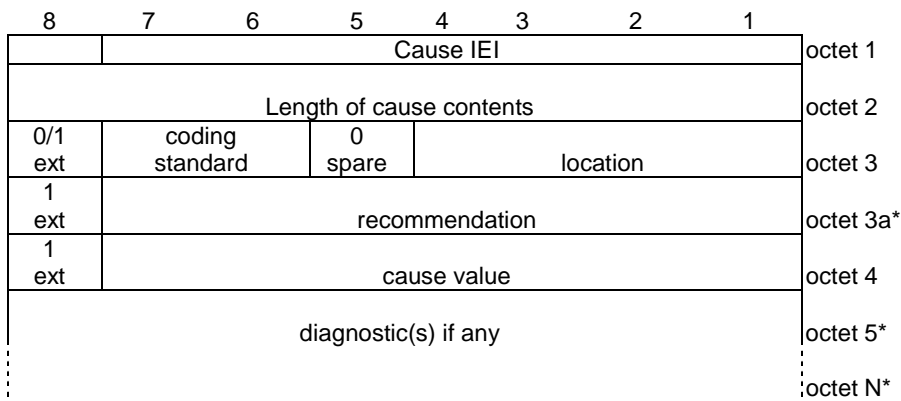 8 7 6 5 4 3 2 1
Cause IEI octet 1
Length of cause contents octet 2
0/1 coding 0
ext standard spare location octet 3
1
ext recommendation octet 3a*
1
ext cause value octet 4
diagnostic(s) if any octet 5*
octet N*